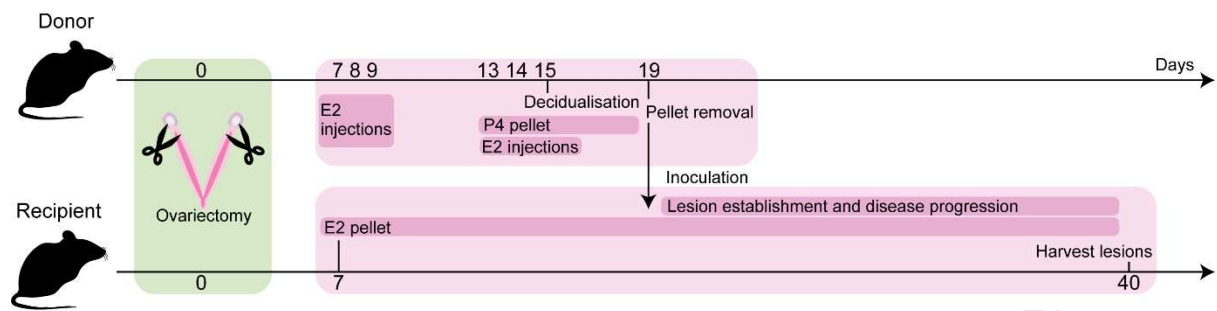 Donor
0
7 8 9
13 14 15
19
Days
E2
injections
Decidualisation
Pellet removal
P4 pellet
E2 injections
Ovariectomy
Inoculation
Recipient
Lesion establishment and disease progression
E2 pellet
Harvest lesions
0
7
40